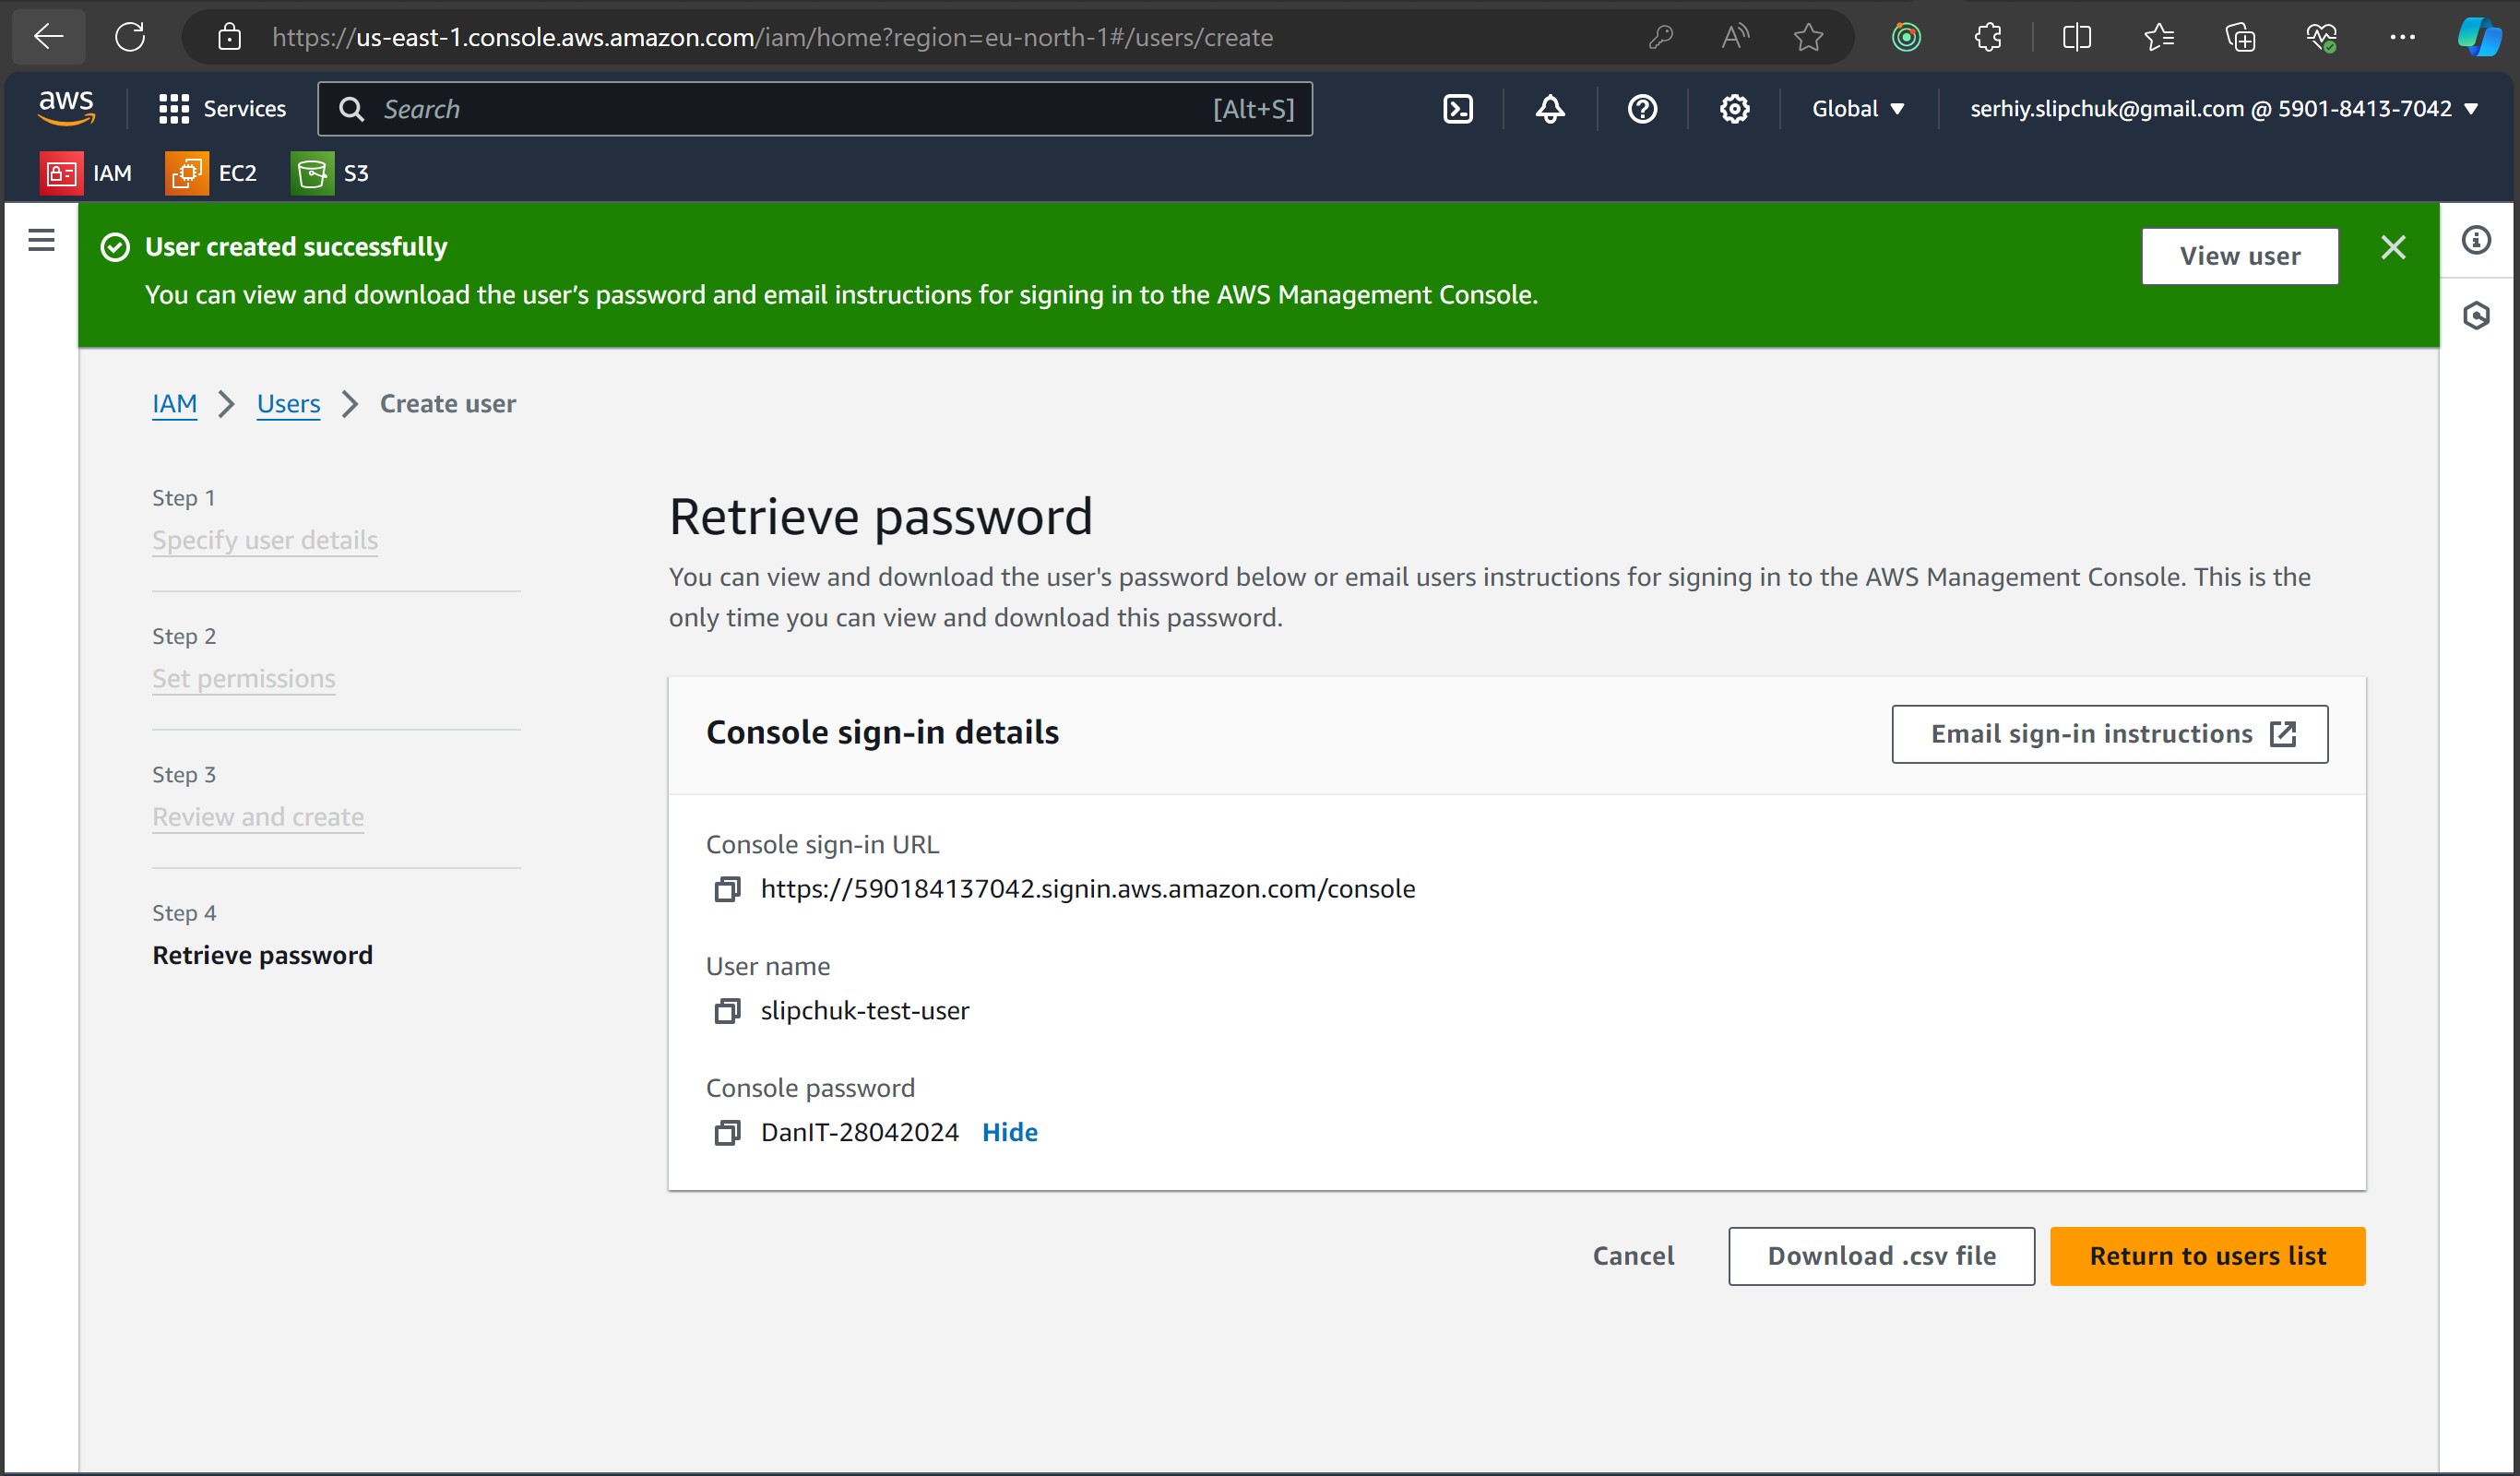 https://us-east-1.console.aws.amazon.com/iam/home?region=eu-north-1#/users/create
aws Services Search [Alt+S] Global serhiy.slipchuk@gmail.com @ 5901-8413-7042
IAM EC2 S3
User created successfully
View user
You can view and download the user’s password and email instructions for signing in to the AWS Management Console.
IAM Users Create user
Step 1
Specify user details
Step 2
Set permissions
Step 3
Review and create
Step 4
Retrieve password
Retrieve password
You can view and download the user's password below or email users instructions for signing in to the AWS Management Console. This is the
only time you can view and download this password.
Console sign-in details
Email sign-in instructions
Console sign-in URL
https://590184137042.signin.aws.amazon.com/console
User name
slipchuk-test-user
Console password
DanIT-28042024 Hide
Cancel Download .csv file Return to users list